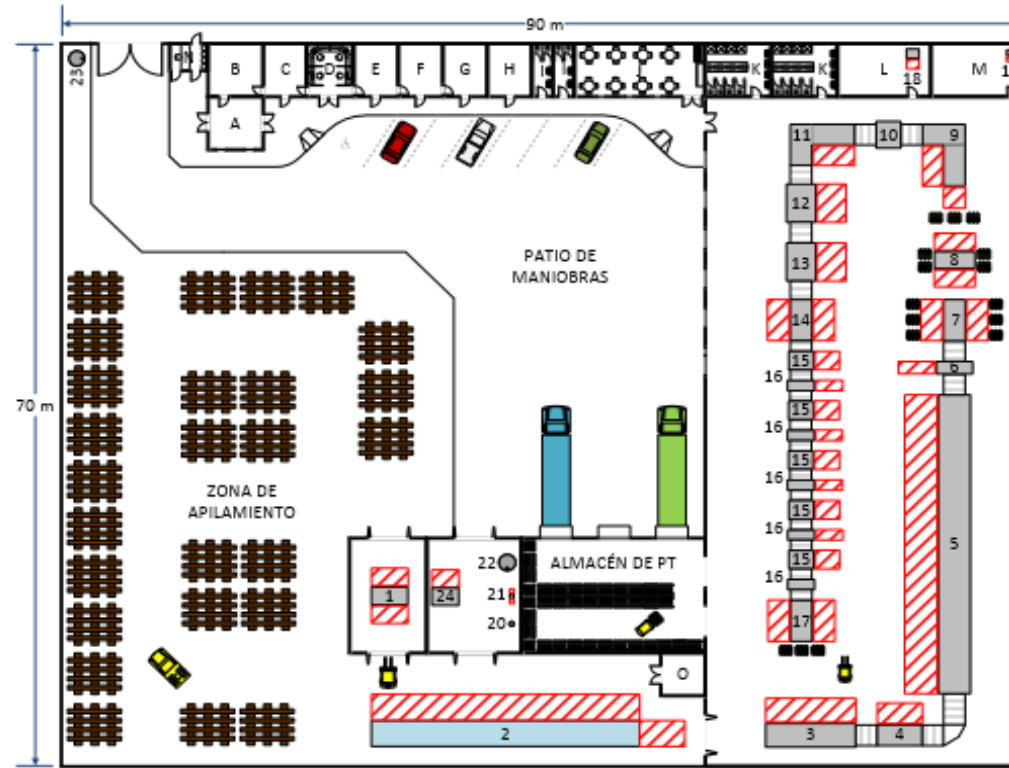 90 m
70 m
23
N
B
C
D
E
F
G
H
I
I
J
K
K
L
18
M
A
11
10
9
12
13
8
PATIO DE
MANIOBRAS
14
7
15
6
16
15
16
15
16
15
16
15
16
17
5
ZONA DE
APILAMIENTO
ALMACÉN DE PT
22
1
24
21
20
O
2
3
4